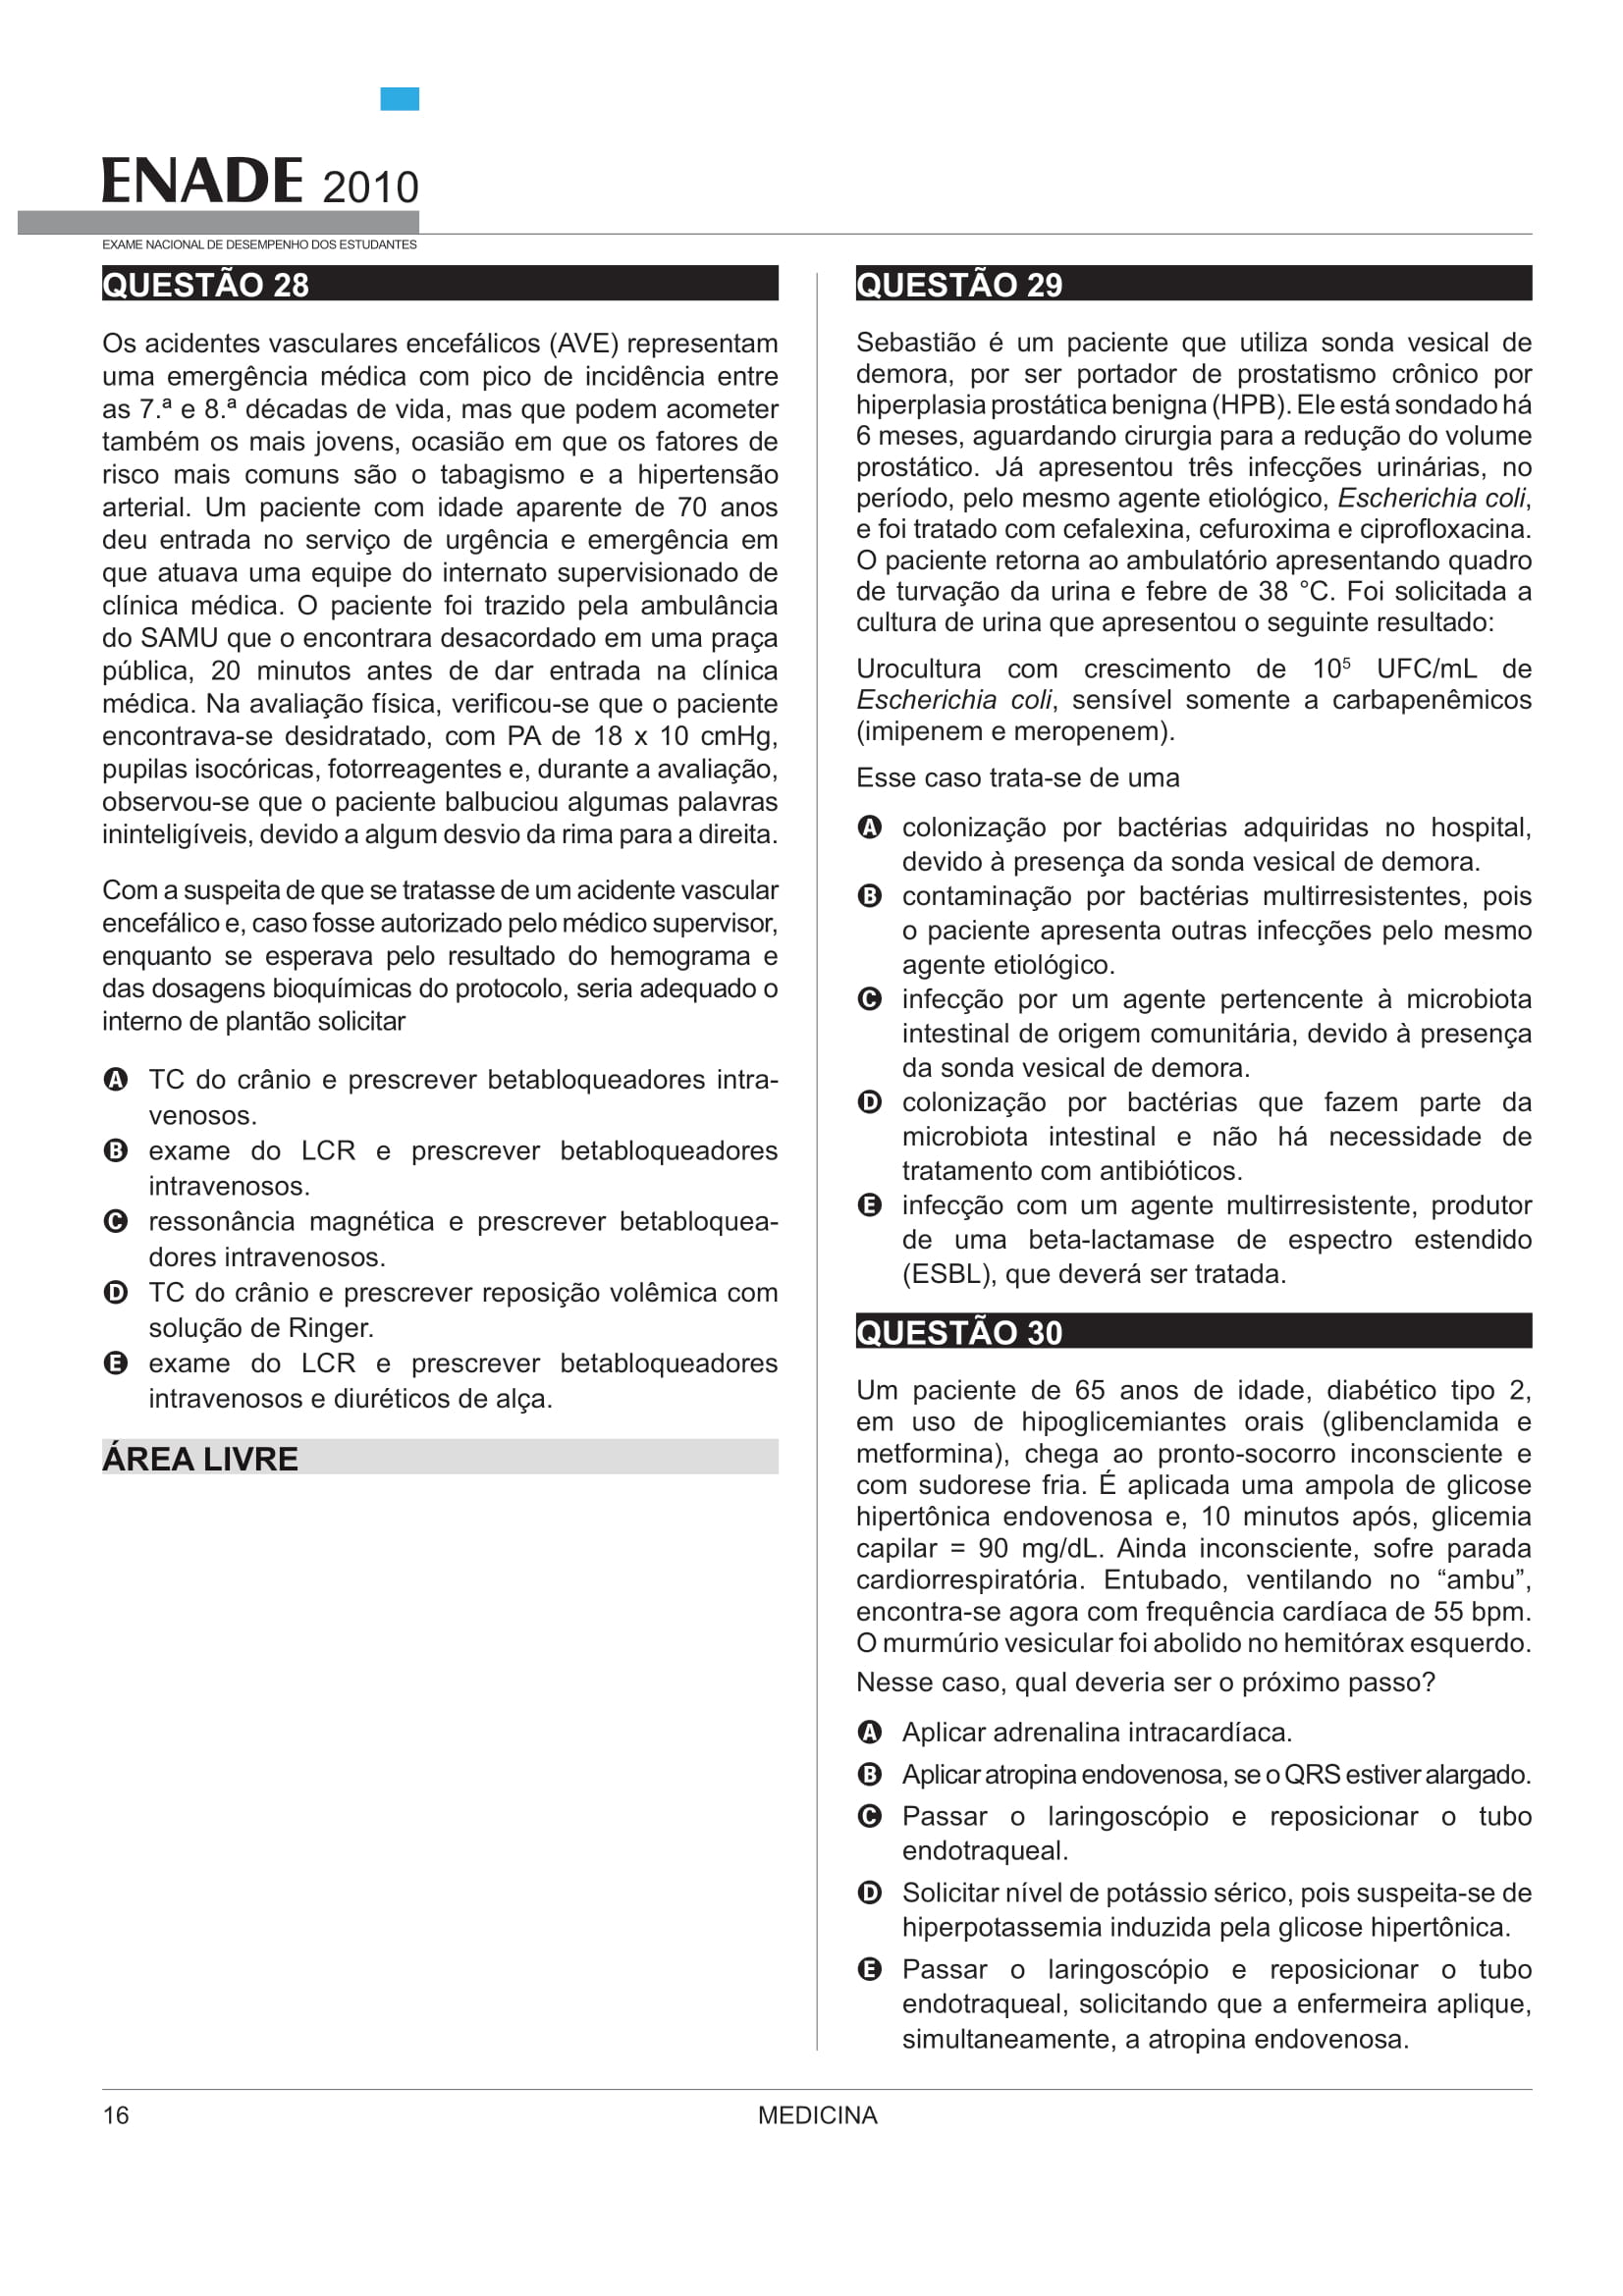 ENADE 2010
EXAME NACIONAL DE DESEMPENHO DOS ESTUDANTES
QUESTÃO 28
Os acidentes vasculares encefálicos (AVE) representam
uma emergência médica com pico de incidência entre
as 7.ª e 8.ª décadas de vida, mas que podem acometer
também os mais jovens, ocasião em que os fatores de
risco mais comuns são o tabagismo e a hipertensão
arterial. Um paciente com idade aparente de 70 anos
deu entrada no serviço de urgência e emergência em
que atuava uma equipe do internato supervisionado de
clínica médica. O paciente foi trazido pela ambulância
do SAMU que o encontrara desacordado em uma praça
pública, 20 minutos antes de dar entrada na clínica
médica. Na avaliação física, verificou-se que o paciente
encontrava-se desidratado, com PA de 18 x 10 cmHg,
pupilas isocóricas, fotorreagentes e, durante a avaliação,
observou-se que o paciente balbuciou algumas palavras
ininteligíveis, devido a algum desvio da rima para a direita.
Com a suspeita de que se tratasse de um acidente vascular
encefálico e, caso fosse autorizado pelo médico supervisor,
enquanto se esperava pelo resultado do hemograma e
das dosagens bioquímicas do protocolo, seria adequado o
interno de plantão solicitar
A TC do crânio e prescrever betabloqueadores intra-
venosos.
B exame do LCR e prescrever betabloqueadores
intravenosos.
C ressonância magnética e prescrever betabloquea-
dores intravenosos.
D TC do crânio e prescrever reposição volêmica com
solução de Ringer.
E exame do LCR e prescrever betabloqueadores
intravenosos e diuréticos de alça.
ÁREA LIVRE
QUESTÃO 29
Sebastião é um paciente que utiliza sonda vesical de
demora, por ser portador de prostatismo crônico por
hiperplasia prostática benigna (HPB). Ele está sondado há
6 meses, aguardando cirurgia para a redução do volume
prostático. Já apresentou três infecções urinárias, no
período, pelo mesmo agente etiológico, Escherichia coli,
e foi tratado com cefalexina, cefuroxima e ciprofloxacina.
O paciente retorna ao ambulatório apresentando quadro
de turvação da urina e febre de 38 °C. Foi solicitada a
cultura de urina que apresentou o seguinte resultado:
Urocultura com crescimento de 10⁵ UFC/mL de
Escherichia coli, sensível somente a carbapenêmicos
(imipenem e meropenem).
Esse caso trata-se de uma
A colonização por bactérias adquiridas no hospital,
devido à presença da sonda vesical de demora.
B contaminação por bactérias multirresistentes, pois
o paciente apresenta outras infecções pelo mesmo
agente etiológico.
C infecção por um agente pertencente à microbiota
intestinal de origem comunitária, devido à presença
da sonda vesical de demora.
D colonização por bactérias que fazem parte da
microbiota intestinal e não há necessidade de
tratamento com antibióticos.
E infecção com um agente multirresistente, produtor
de uma beta-lactamase de espectro estendido
(ESBL), que deverá ser tratada.
QUESTÃO 30
Um paciente de 65 anos de idade, diabético tipo 2,
em uso de hipoglicemiantes orais (glibenclamida e
metformina), chega ao pronto-socorro inconsciente e
com sudorese fria. É aplicada uma ampola de glicose
hipertônica endovenosa e, 10 minutos após, glicemia
capilar = 90 mg/dL. Ainda inconsciente, sofre parada
cardiorrespiratória. Entubado, ventilando no “ambu”,
encontra-se agora com frequência cardíaca de 55 bpm.
O murmúrio vesicular foi abolido no hemitórax esquerdo.
Nesse caso, qual deveria ser o próximo passo?
A Aplicar adrenalina intracardíaca.
B Aplicar atropina endovenosa, se o QRS estiver alargado.
C Passar o laringoscópio e reposicionar o tubo
endotraqueal.
D Solicitar nível de potássio sérico, pois suspeita-se de
hiperpotassemia induzida pela glicose hipertônica.
E Passar o laringoscópio e reposicionar o tubo
endotraqueal, solicitando que a enfermeira aplique,
simultaneamente, a atropina endovenosa.
16
MEDICINA